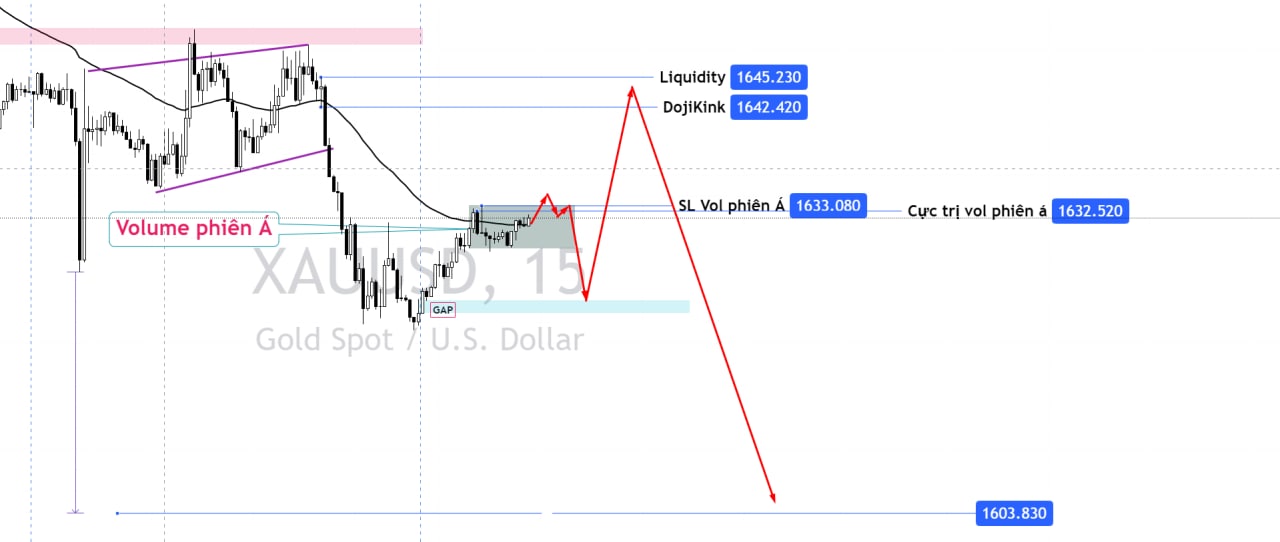 Liquidity 1645.230
DojiKink 1642.420
SL Vol phiên Á 1633.080
Cực trị vol phiên á 1632.520
Volume phiên Á
XAUUSD, 15
GAP
Gold Spot / U.S. Dollar
1603.830